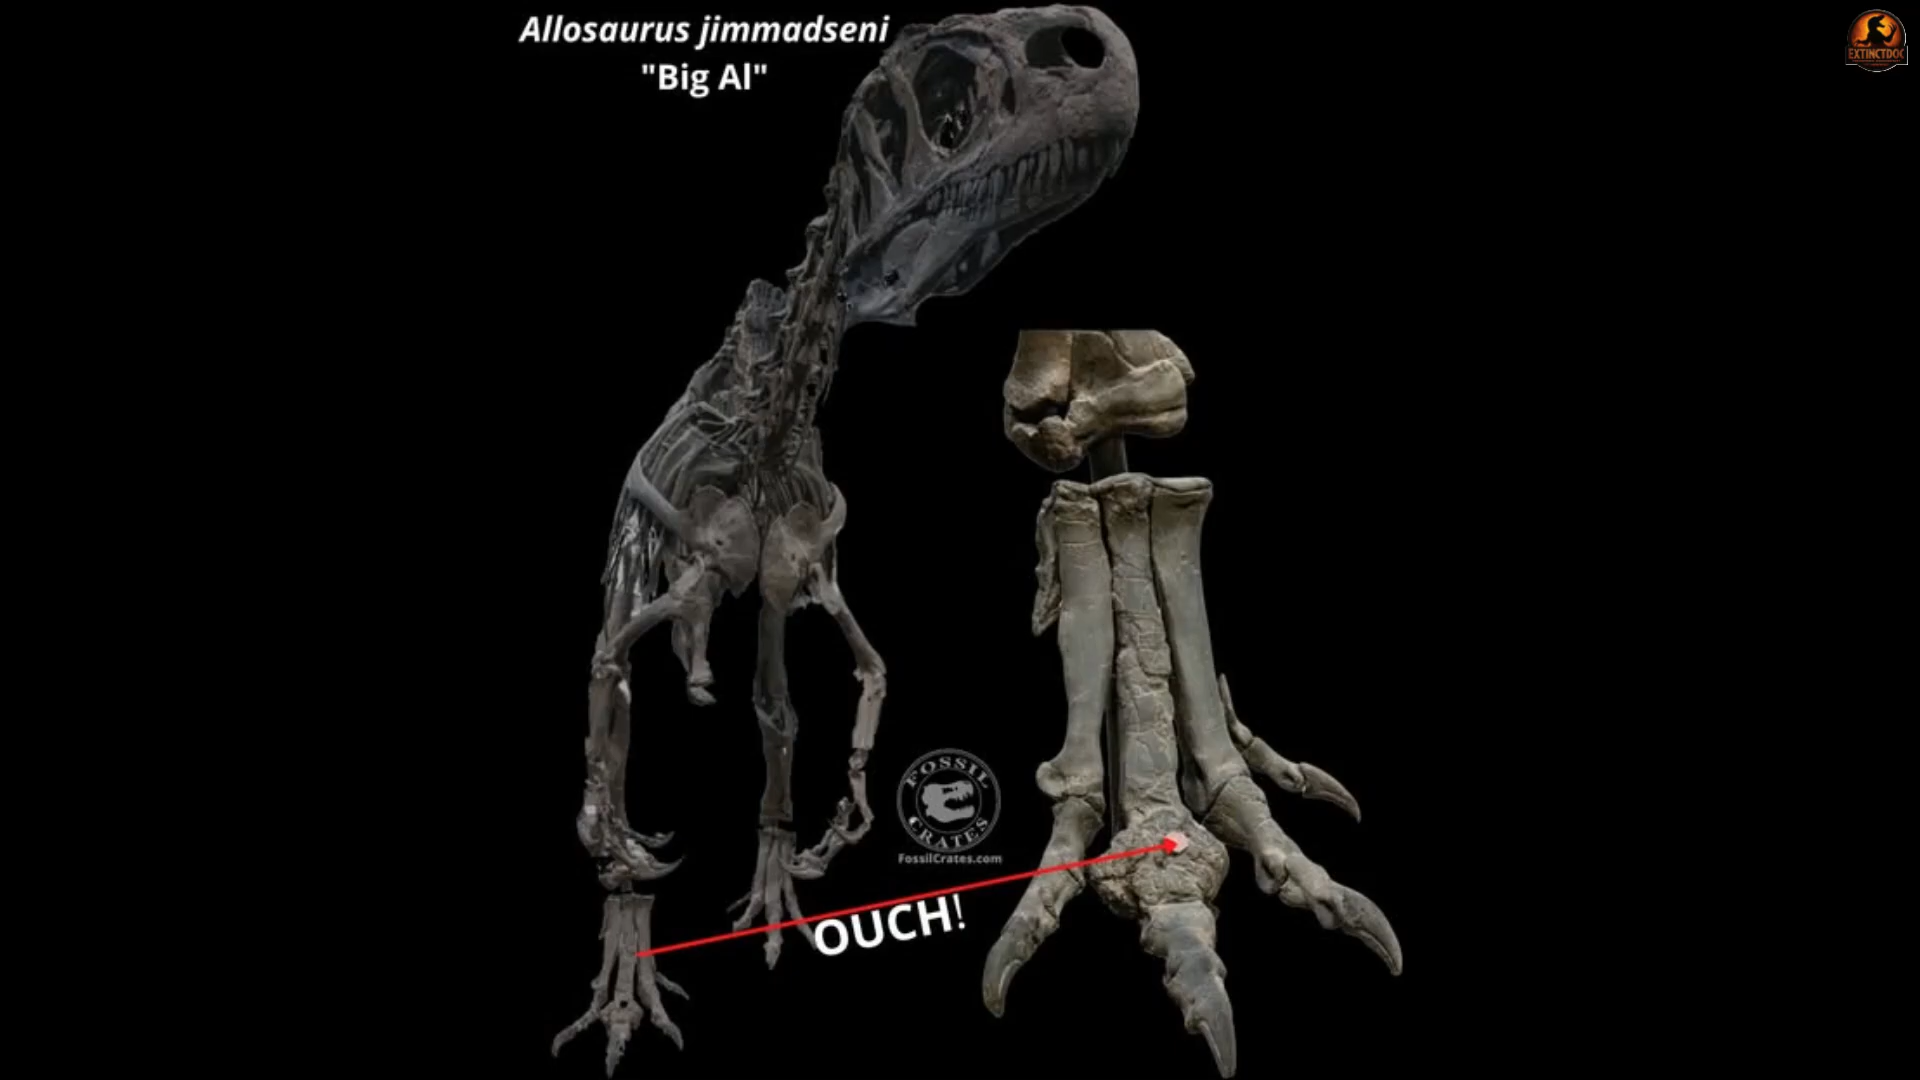 Allosaurus jimmadseni
"Big Al"
EXTINCTDOC
FOSSIL
CRATES
FossilCrates.com
OUCH!